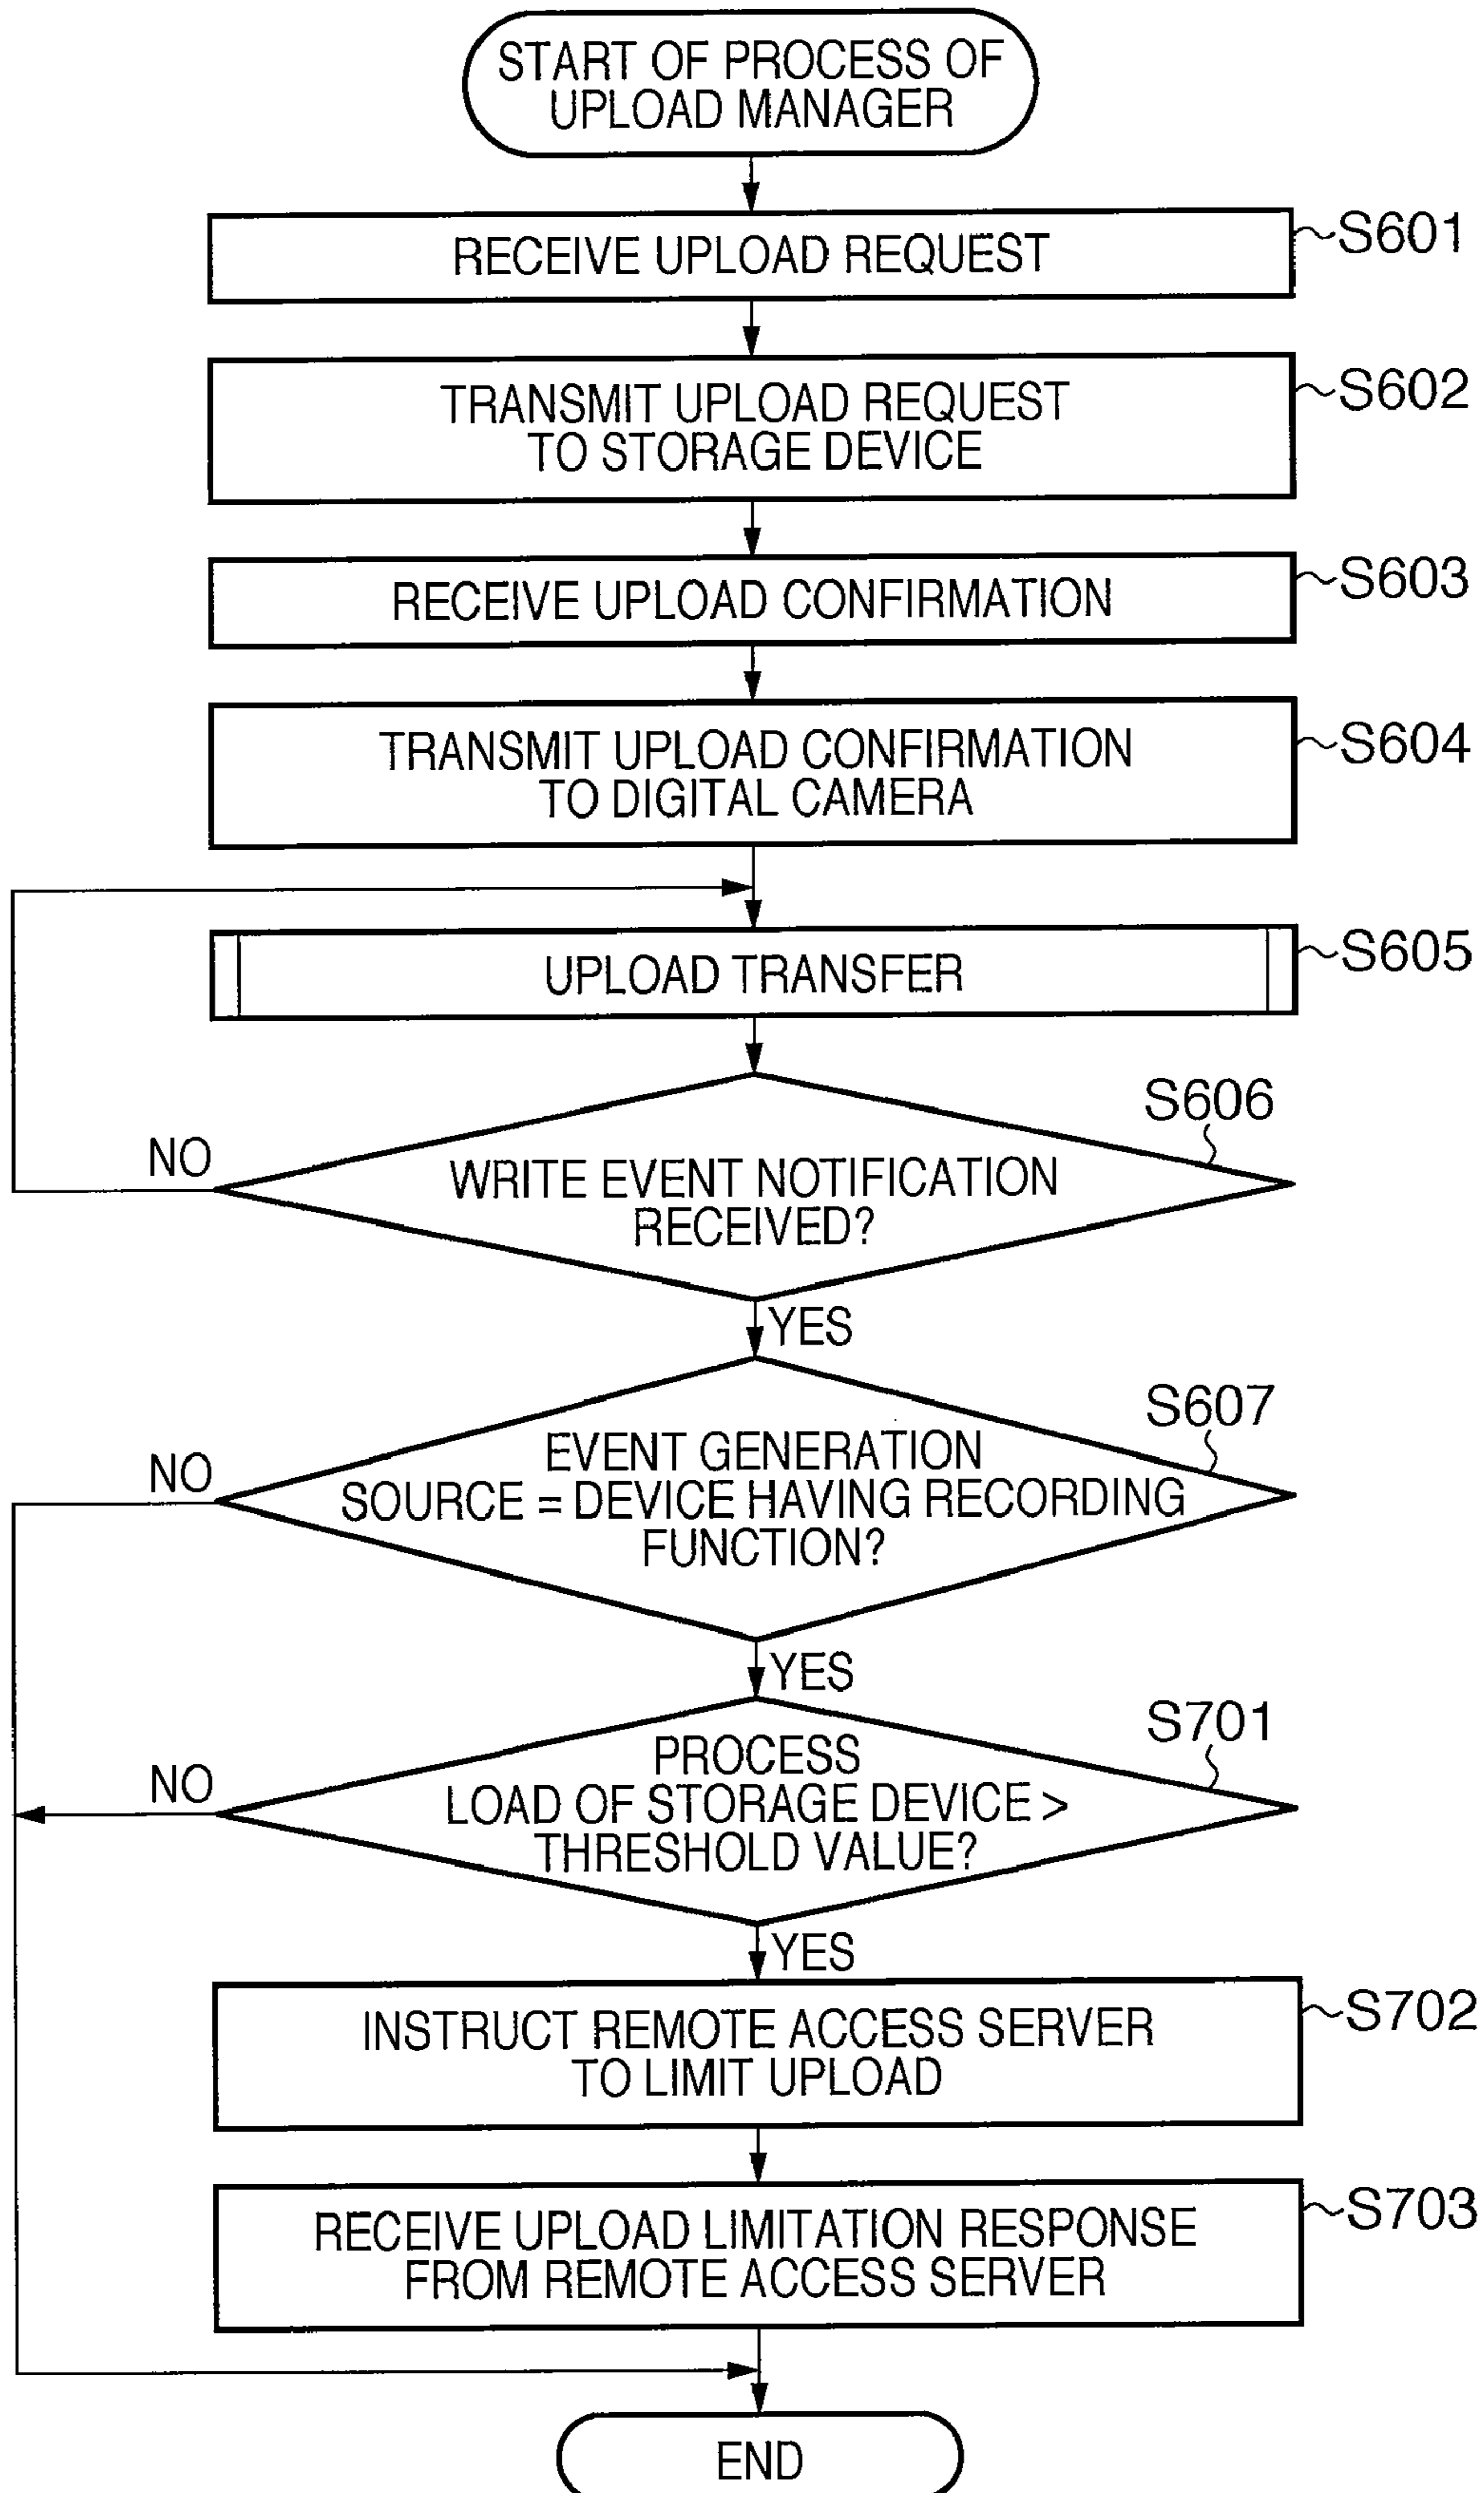 START OF PROCESS OF
UPLOAD MANAGER
RECEIVE UPLOAD REQUEST
S601
TRANSMIT UPLOAD REQUEST
TO STORAGE DEVICE
S602
RECEIVE UPLOAD CONFIRMATION
S603
TRANSMIT UPLOAD CONFIRMATION
TO DIGITAL CAMERA
S604
UPLOAD TRANSFER
S605
S606
NO
WRITE EVENT NOTIFICATION
RECEIVED?
YES
S607
NO
EVENT GENERATION
SOURCE = DEVICE HAVING RECORDING
FUNCTION?
YES
S701
NO
PROCESS
LOAD OF STORAGE DEVICE >
THRESHOLD VALUE?
YES
INSTRUCT REMOTE ACCESS SERVER
TO LIMIT UPLOAD
S702
RECEIVE UPLOAD LIMITATION RESPONSE
FROM REMOTE ACCESS SERVER
S703
END